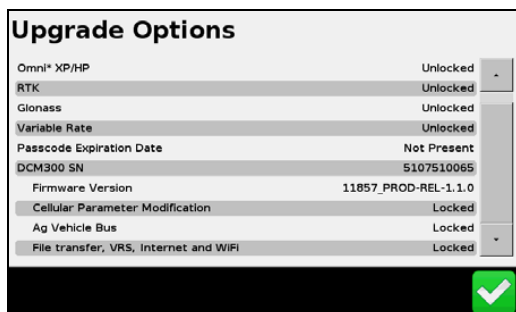 Upgrade Options
Omni* XP/HP Unlocked
RTK Unlocked
Glonass Unlocked
Variable Rate Unlocked
Passcode Expiration Date Not Present
DCM300 SN 5107510065
Firmware Version 11857_PROD-REL-1.1.0
Cellular Parameter Modification Locked
Ag Vehicle Bus Locked
File transfer, VRS, Internet and WiFi Locked